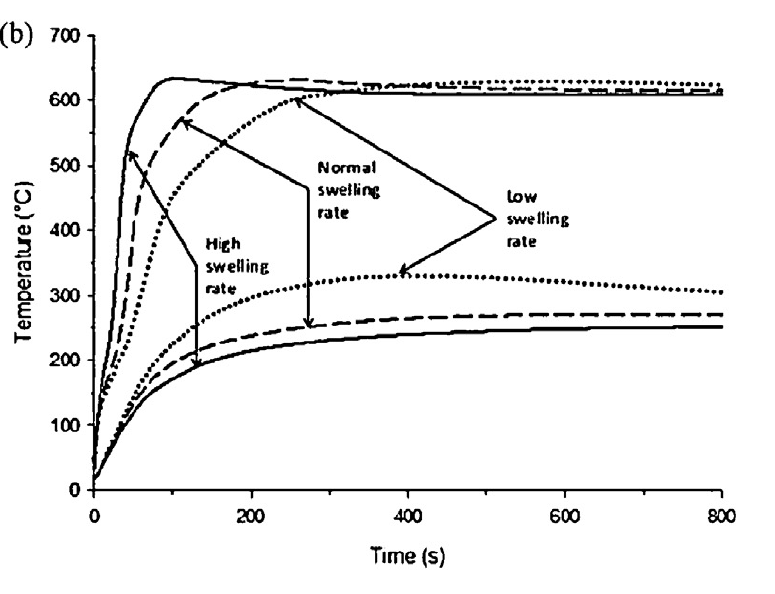 (b)
700
600
500
400
300
200
100
0
Temperature (°C)
Normal
swelling
rate
Low
swelling
rate
High
swelling
rate
0
200
400
600
800
Time (s)